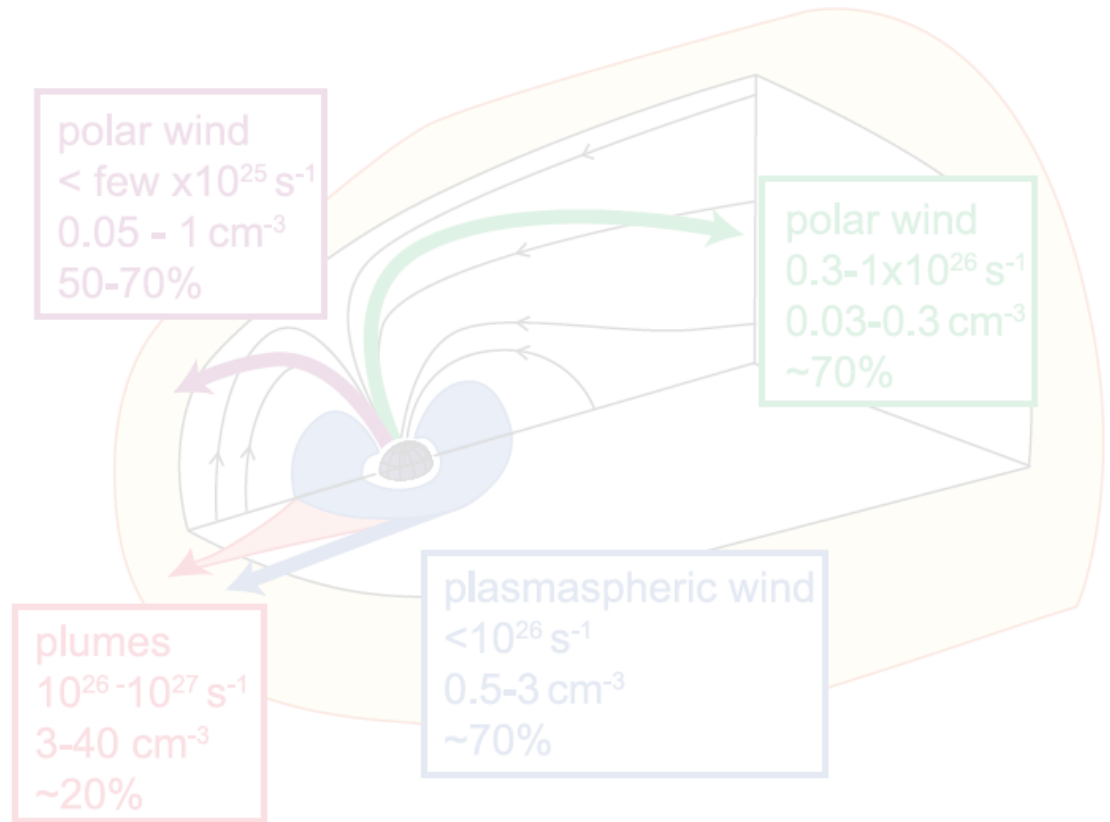 polar wind
< few x10²⁵ s⁻¹
0.05 - 1 cm⁻³
50-70%
polar wind
0.3-1x10²⁶ s⁻¹
0.03-0.3 cm⁻³
~70%
plasmaspheric wind
<10²⁶ s⁻¹
0.5-3 cm⁻³
~70%
plumes
10²⁶ -10²⁷ s⁻¹
3-40 cm⁻³
~20%